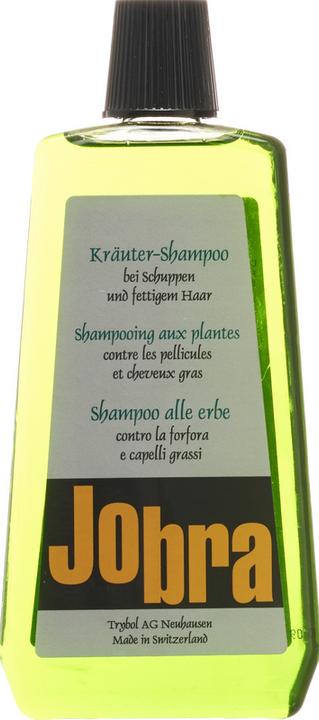 Kräuter-Shampoo
bei Schuppen
und fettigem Haar
Shampooing aux plantes
contre les pellicules
et cheveux gras
Shampoo alle erbe
contro la forfora
e capelli grassi
Jobra
Trybol AG Neuhausen
Made in Switzerland